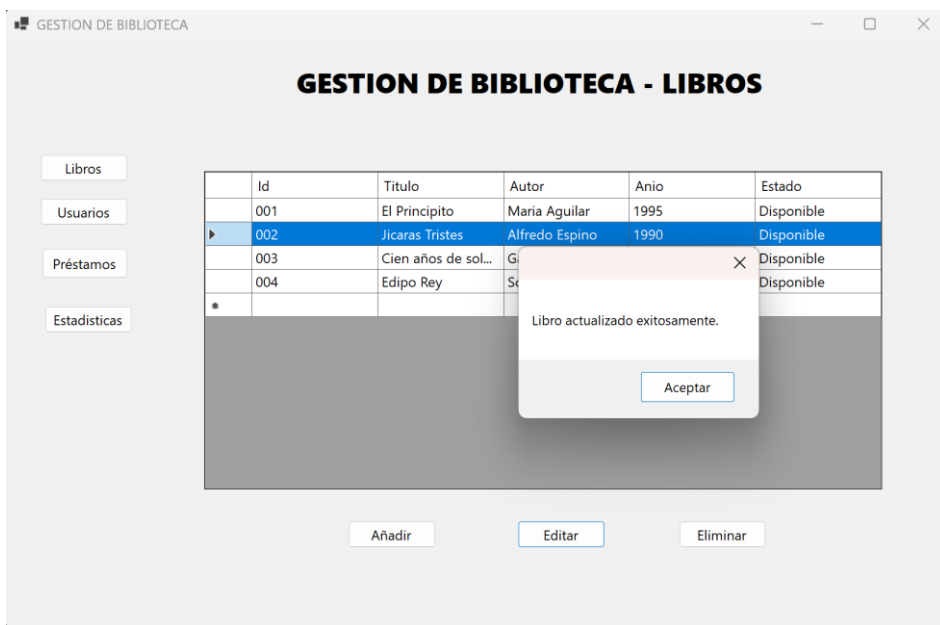 GESTION DE BIBLIOTECA
GESTION DE BIBLIOTECA - LIBROS
Libros
Usuarios
Préstamos
Estadisticas
Id Titulo Autor Anio Estado
001 El Principito Maria Aguilar 1995 Disponible
002 Jicaras Tristes Alfredo Espino 1990 Disponible
003 Cien años de sol... Disponible
004 Edipo Rey Disponible
Libro actualizado exitosamente.
Aceptar
Añadir Editar Eliminar